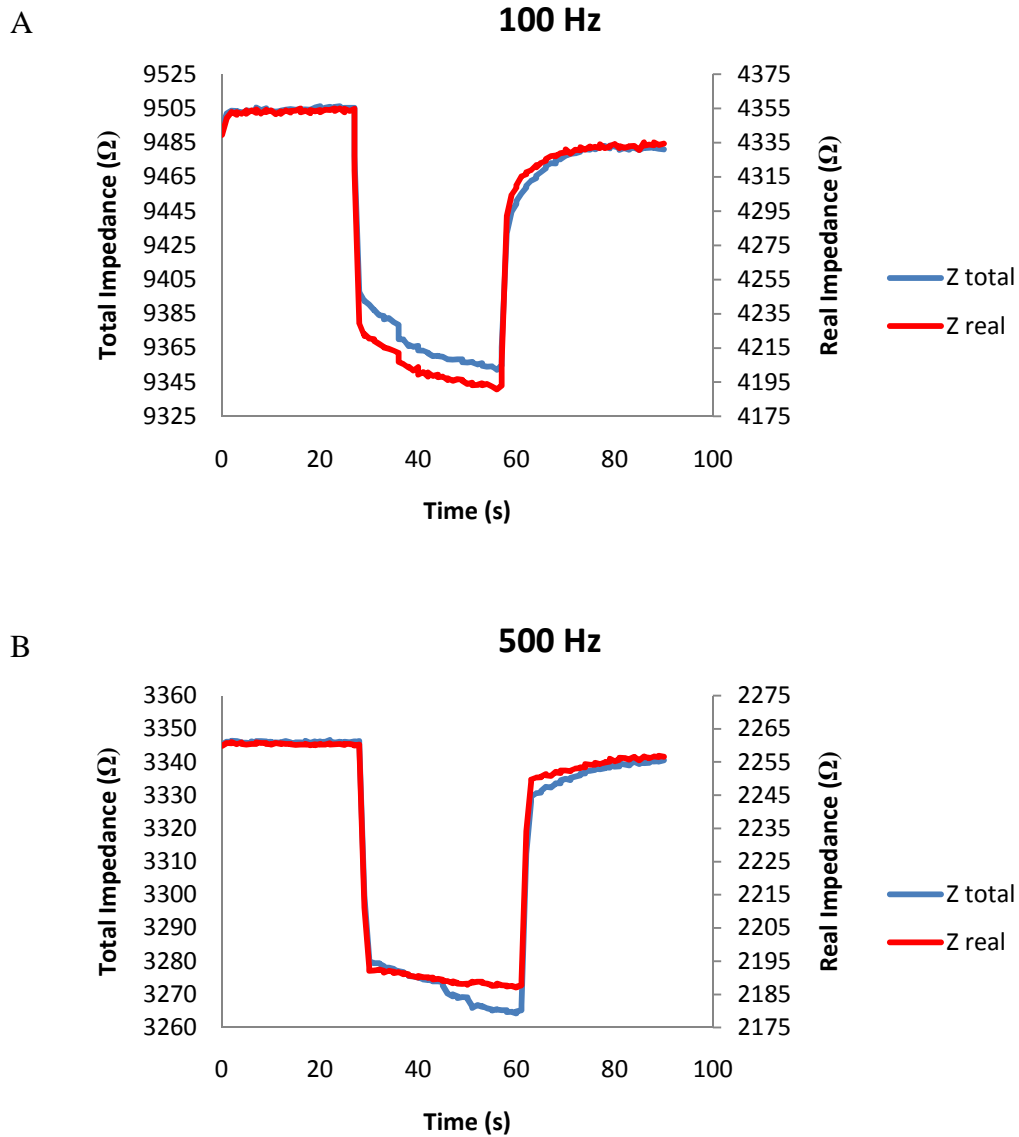 A
100 Hz
Total Impedance (Ω)
9525
9505
9485
9465
9445
9425
9405
9385
9365
9345
9325
4375
4355
4335
4315
4295
4275
4255
4235
4215
4195
4175
Real Impedance (Ω)
0 20 40 60 80 100
Time (s)
Z total
Z real
B
500 Hz
Total Impedance (Ω)
3360
3350
3340
3330
3320
3310
3300
3290
3280
3270
3260
2275
2265
2255
2245
2235
2225
2215
2205
2195
2185
2175
Real Impedance (Ω)
0 20 40 60 80 100
Time (s)
Z total
Z real